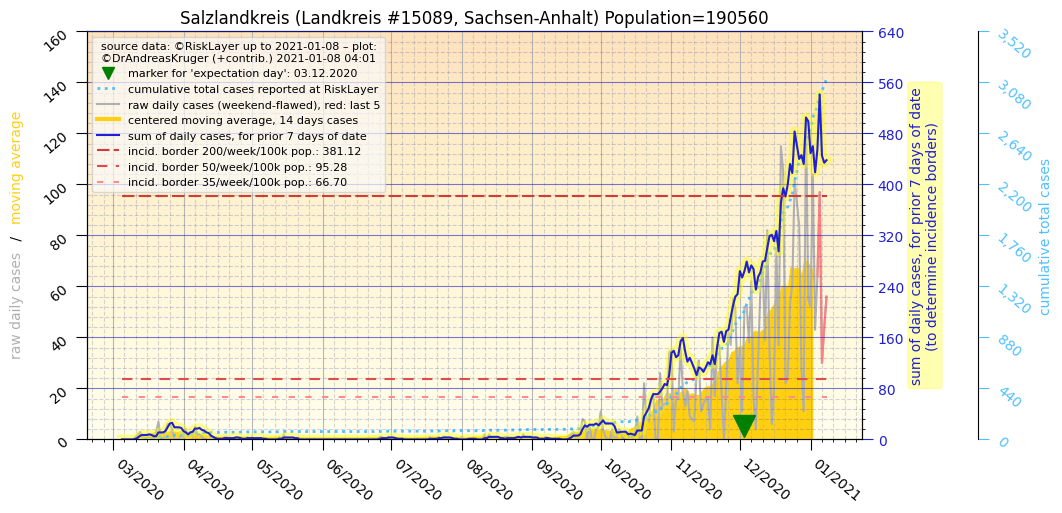 Salzlandkreis (Landkreis #15089, Sachsen-Anhalt) Population=190560
source data: ©RiskLayer up to 2021-01-08 – plot:
©DrAndreasKruger (+contrib.) 2021-01-08 04:01
marker for 'expectation day': 03.12.2020
cumulative total cases reported at RiskLayer
raw daily cases (weekend-flawed), red: last 5
centered moving average, 14 days cases
sum of daily cases, for prior 7 days of date
incid. border 200/week/100k pop.: 381.12
incid. border 50/week/100k pop.: 95.28
incid. border 35/week/100k pop.: 66.70
raw daily cases / moving average
160
140
120
100
80
60
40
20
0
03/2020
04/2020
05/2020
06/2020
07/2020
08/2020
09/2020
10/2020
11/2020
12/2020
01/2021
640
560
480
400
320
240
160
80
0
sum of daily cases, for prior 7 days of date
(to determine incidence borders)
3,520
3,080
2,640
2,200
1,760
1,320
880
440
0
cumulative total cases